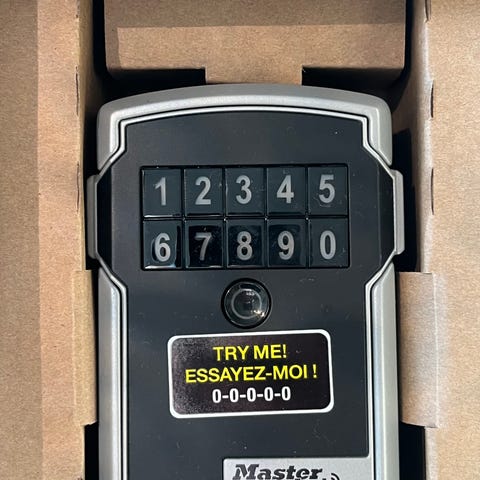 1 2 3 4 5
6 7 8 9 0
TRY ME!
ESSAYEZ-MOI !
0-0-0-0-0
Master